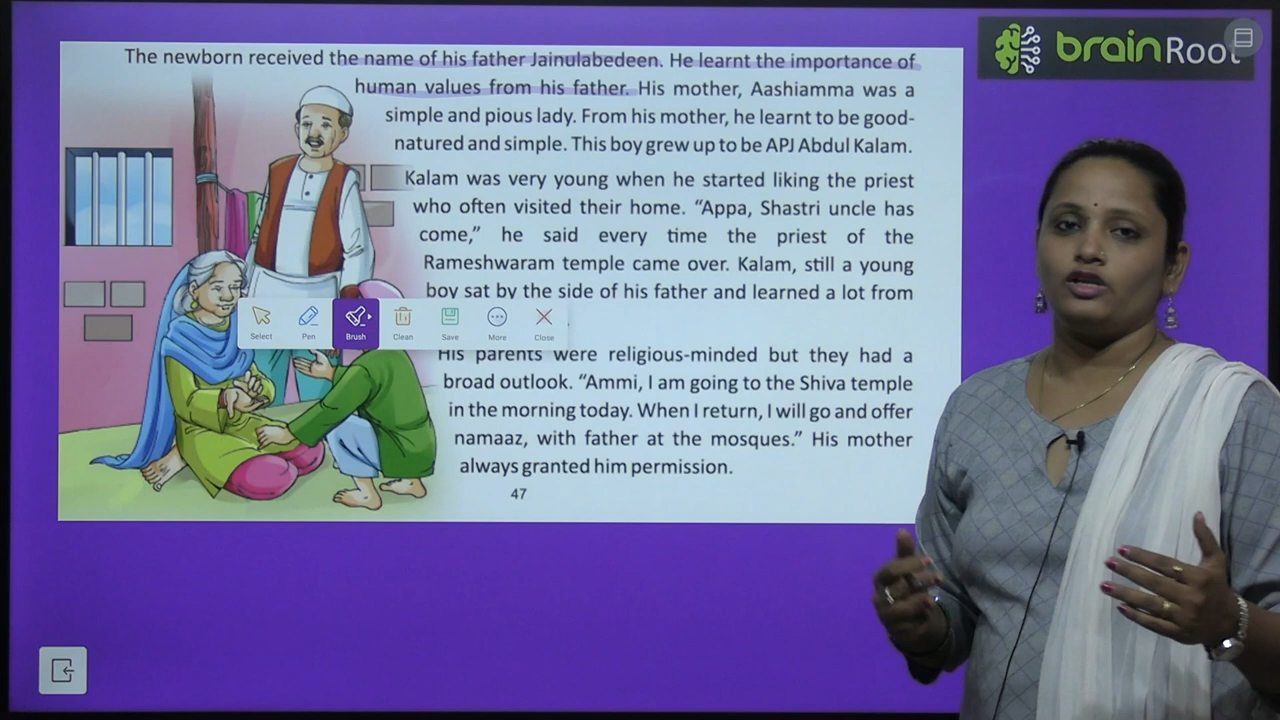 brainRoot
The newborn received the name of his father Jainulabedeen. He learnt the importance of
human values from his father. His mother, Aashiamma was a
simple and pious lady. From his mother, he learnt to be good-
natured and simple. This boy grew up to be APJ Abdul Kalam.
Kalam was very young when he started liking the priest
who often visited their home. “Appa, Shastri uncle has
come,” he said every time the priest of the
Rameshwaram temple came over. Kalam, still a young
boy sat by the side of his father and learned a lot from
Select Pen Brush Clean Save More Close
His parents were religious-minded but they had a
broad outlook. “Ammi, I am going to the Shiva temple
in the morning today. When I return, I will go and offer
namaaz, with father at the mosques.” His mother
always granted him permission.
47